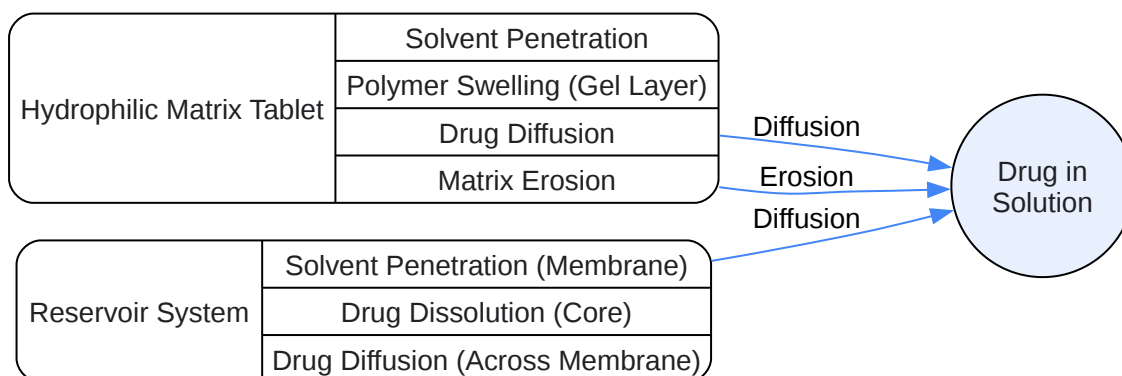 Hydrophilic Matrix Tablet
Solvent Penetration
Polymer Swelling (Gel Layer)
Drug Diffusion
Matrix Erosion
Diffusion
Erosion
Diffusion
Drug in
Solution
Reservoir System
Solvent Penetration (Membrane)
Drug Dissolution (Core)
Drug Diffusion (Across Membrane)